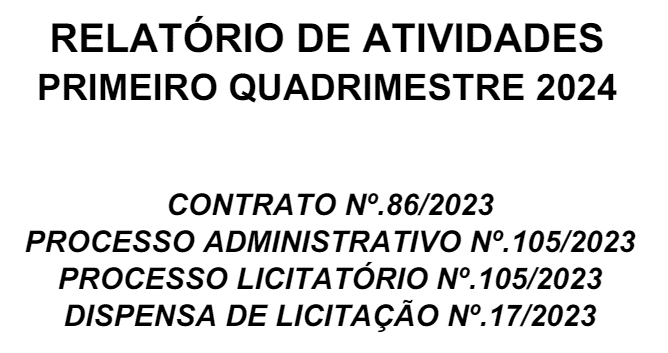 RELATÓRIO DE ATIVIDADES
PRIMEIRO QUADRIMESTRE 2024
CONTRATO Nº.86/2023
PROCESSO ADMINISTRATIVO Nº.105/2023
PROCESSO LICITATÓRIO Nº.105/2023
DISPENSA DE LICITAÇÃO Nº.17/2023